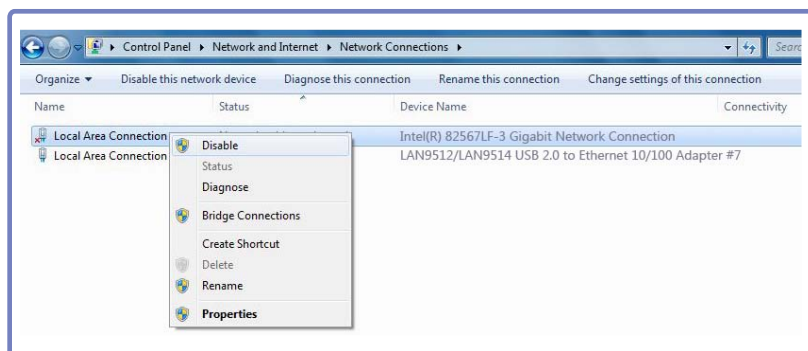 Control Panel ▸ Network and Internet ▸ Network Connections ▸
Organize ▾ Disable this network device Diagnose this connection Rename this connection Change settings of this connection
Name Status Device Name Connectivity
Local Area Connection Intel(R) 82567LF-3 Gigabit Network Connection
Local Area Connection LAN9512/LAN9514 USB 2.0 to Ethernet 10/100 Adapter #7
Disable
Status
Diagnose
Bridge Connections
Create Shortcut
Delete
Rename
Properties